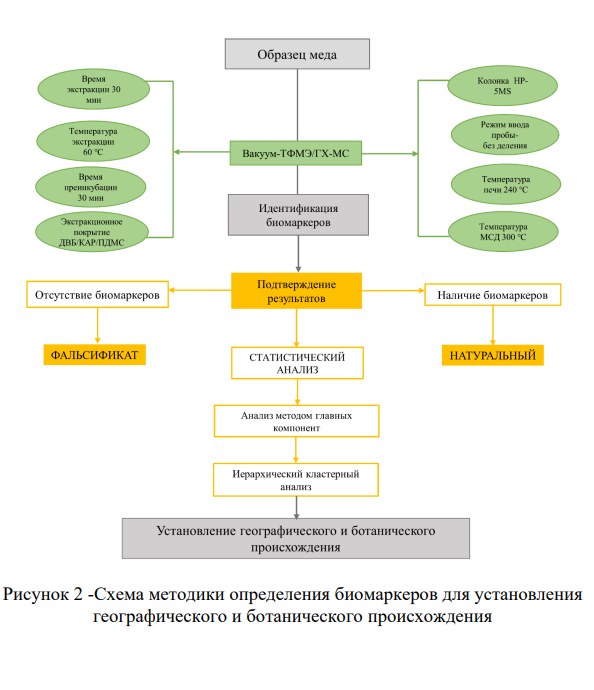 Образец меда
Время
экстракции 30
мин
Температура
экстракции
60 °С
Время
преинкубации
30 мин
Экстракционное
покрытие
ДВБ/КАР/ПДМС
Вакуум-ТФМЭ/ГХ-МС
Колонка HP-
5MS
Режим ввода
пробы-
без деления
Температура
печи 240 °С
Температура
МСД 300 °С
Идентификация
биомаркеров
Подтверждение
результатов
Отсутствие биомаркеров
Наличие биомаркеров
ФАЛЬСИФИКАТ
НАТУРАЛЬНЫЙ
СТАТИСТИЧЕСКИЙ
АНАЛИЗ
Анализ методом главных
компонент
Иерархический кластерный
анализ
Установление географического и ботанического
происхождения
Рисунок 2 -Схема методики определения биомаркеров для установления
географического и ботанического происхождения